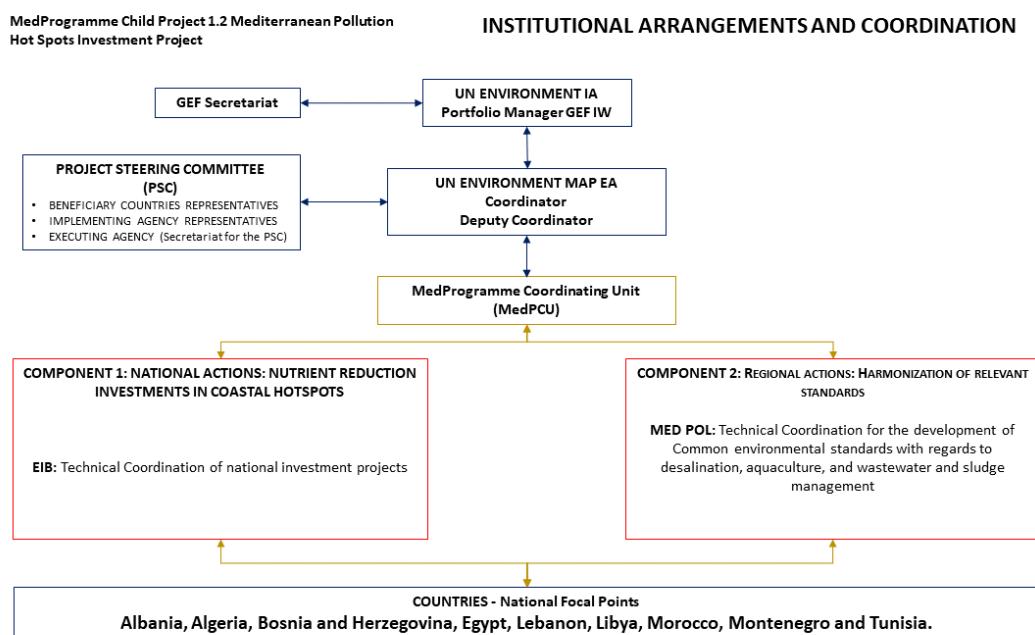 MedProgramme Child Project 1.2 Mediterranean Pollution
Hot Spots Investment Project
INSTITUTIONAL ARRANGEMENTS AND COORDINATION
GEF Secretariat
UN ENVIRONMENT IA
Portfolio Manager GEF IW
PROJECT STEERING COMMITTEE
(PSC)
• BENEFICIARY COUNTRIES REPRESENTATIVES
• IMPLEMENTING AGENCY REPRESENTATIVES
• EXECUTING AGENCY (Secretariat for the PSC)
UN ENVIRONMENT MAP EA
Coordinator
Deputy Coordinator
MedProgramme Coordinating Unit
(MedPCU)
COMPONENT 1: NATIONAL ACTIONS: NUTRIENT REDUCTION
INVESTMENTS IN COASTAL HOTSPOTS
EIB: Technical Coordination of national investment projects
COMPONENT 2: REGIONAL ACTIONS: HARMONIZATION OF RELEVANT
STANDARDS
MED POL: Technical Coordination for the development of
Common environmental standards with regards to
desalination, aquaculture, and wastewater and sludge
management
COUNTRIES - National Focal Points
Albania, Algeria, Bosnia and Herzegovina, Egypt, Lebanon, Libya, Morocco, Montenegro and Tunisia.